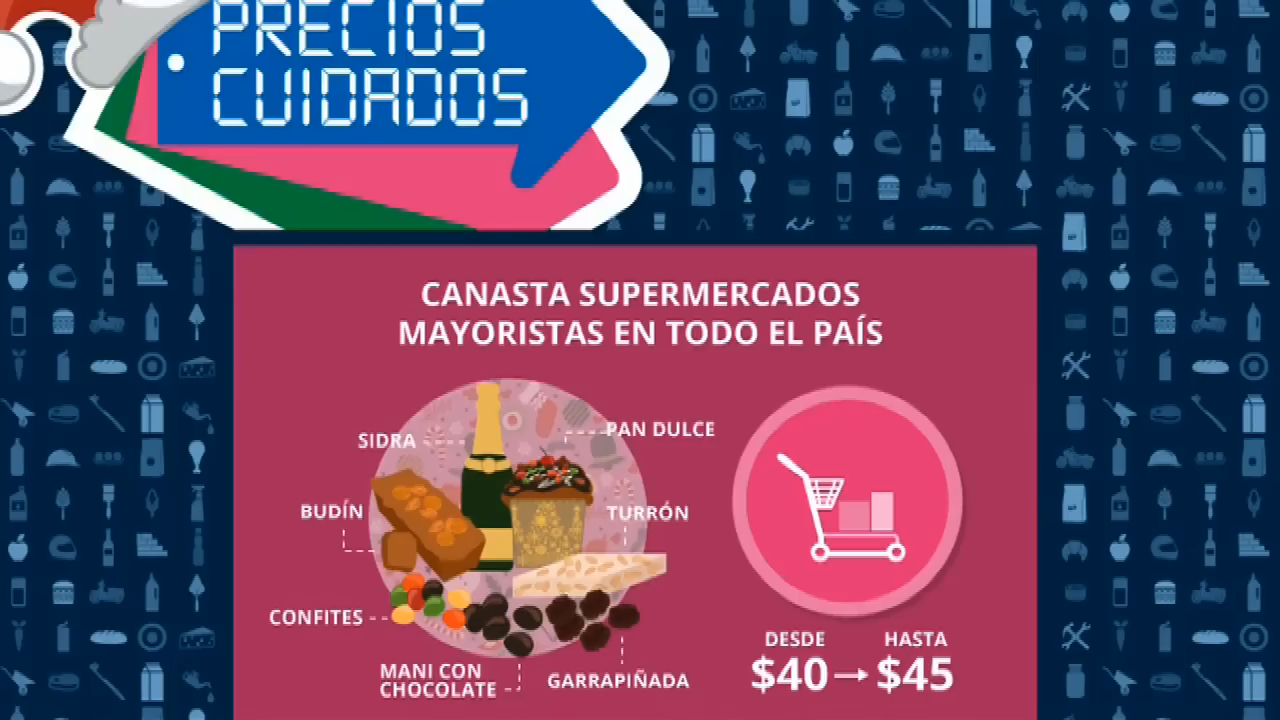 PRECIOS
CUIDADOS
CANASTA SUPERMERCADOS
MAYORISTAS EN TODO EL PAÍS
SIDRA
PAN DULCE
BUDÍN
TURRÓN
CONFITES
MANI CON
CHOCOLATE
GARRAPIÑADA
DESDE
HASTA
$40
$45